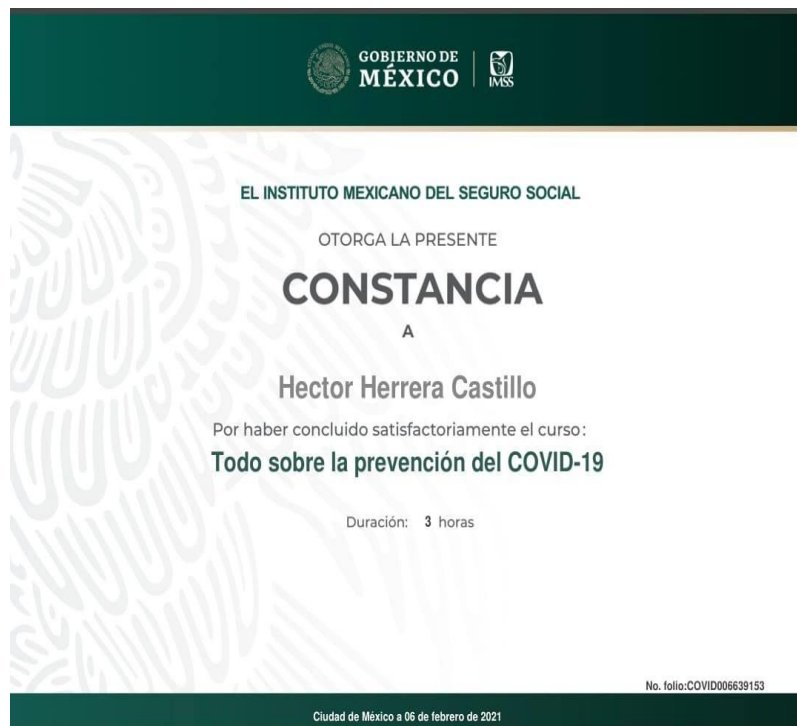 GOBIERNO DE
MÉXICO
IMSS
EL INSTITUTO MEXICANO DEL SEGURO SOCIAL
OTORGA LA PRESENTE
CONSTANCIA
A
Hector Herrera Castillo
Por haber concluido satisfactoriamente el curso:
Todo sobre la prevención del COVID-19
Duración: 3 horas
No. folio:COVID006639153
Ciudad de México a 06 de febrero de 2021